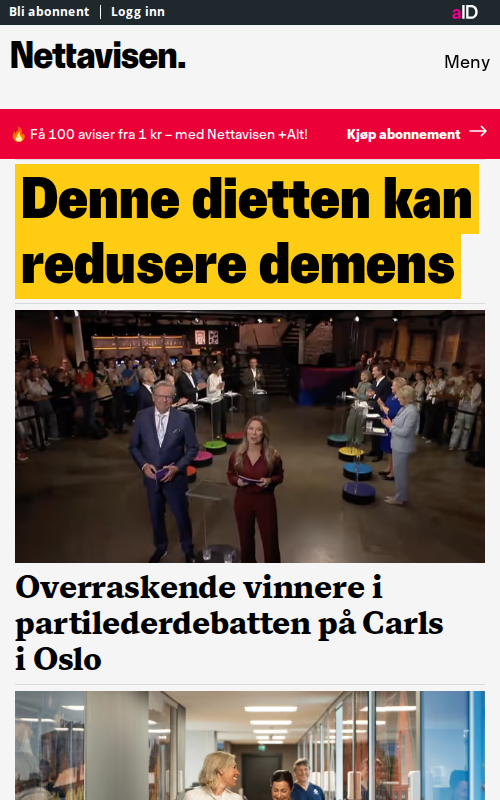 Bli abonnent
Logg inn
aID
Nettavisen.
Meny
🔥 Få 100 aviser fra 1 kr – med Nettavisen +Alt!
Kjøp abonnement →
Denne dietten kan
redusere demens
Overraskende vinnere i
partilederdebatten på Carls
i Oslo